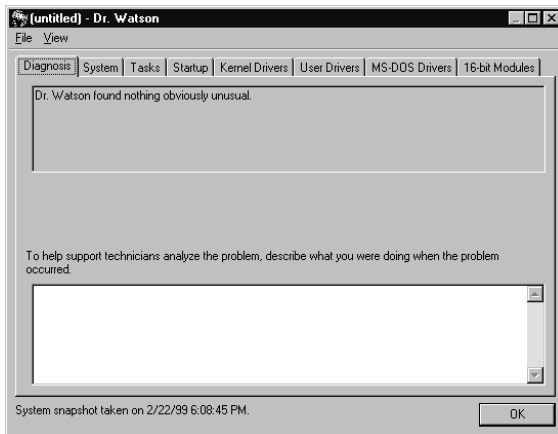 (untitled) - Dr. Watson
File View
Diagnosis System Tasks Startup Kernel Drivers User Drivers MS-DOS Drivers 16-bit Modules
Dr. Watson found nothing obviously unusual.
To help support technicians analyze the problem, describe what you were doing when the problem
occurred.
System snapshot taken on 2/22/99 6:08:45 PM.
OK